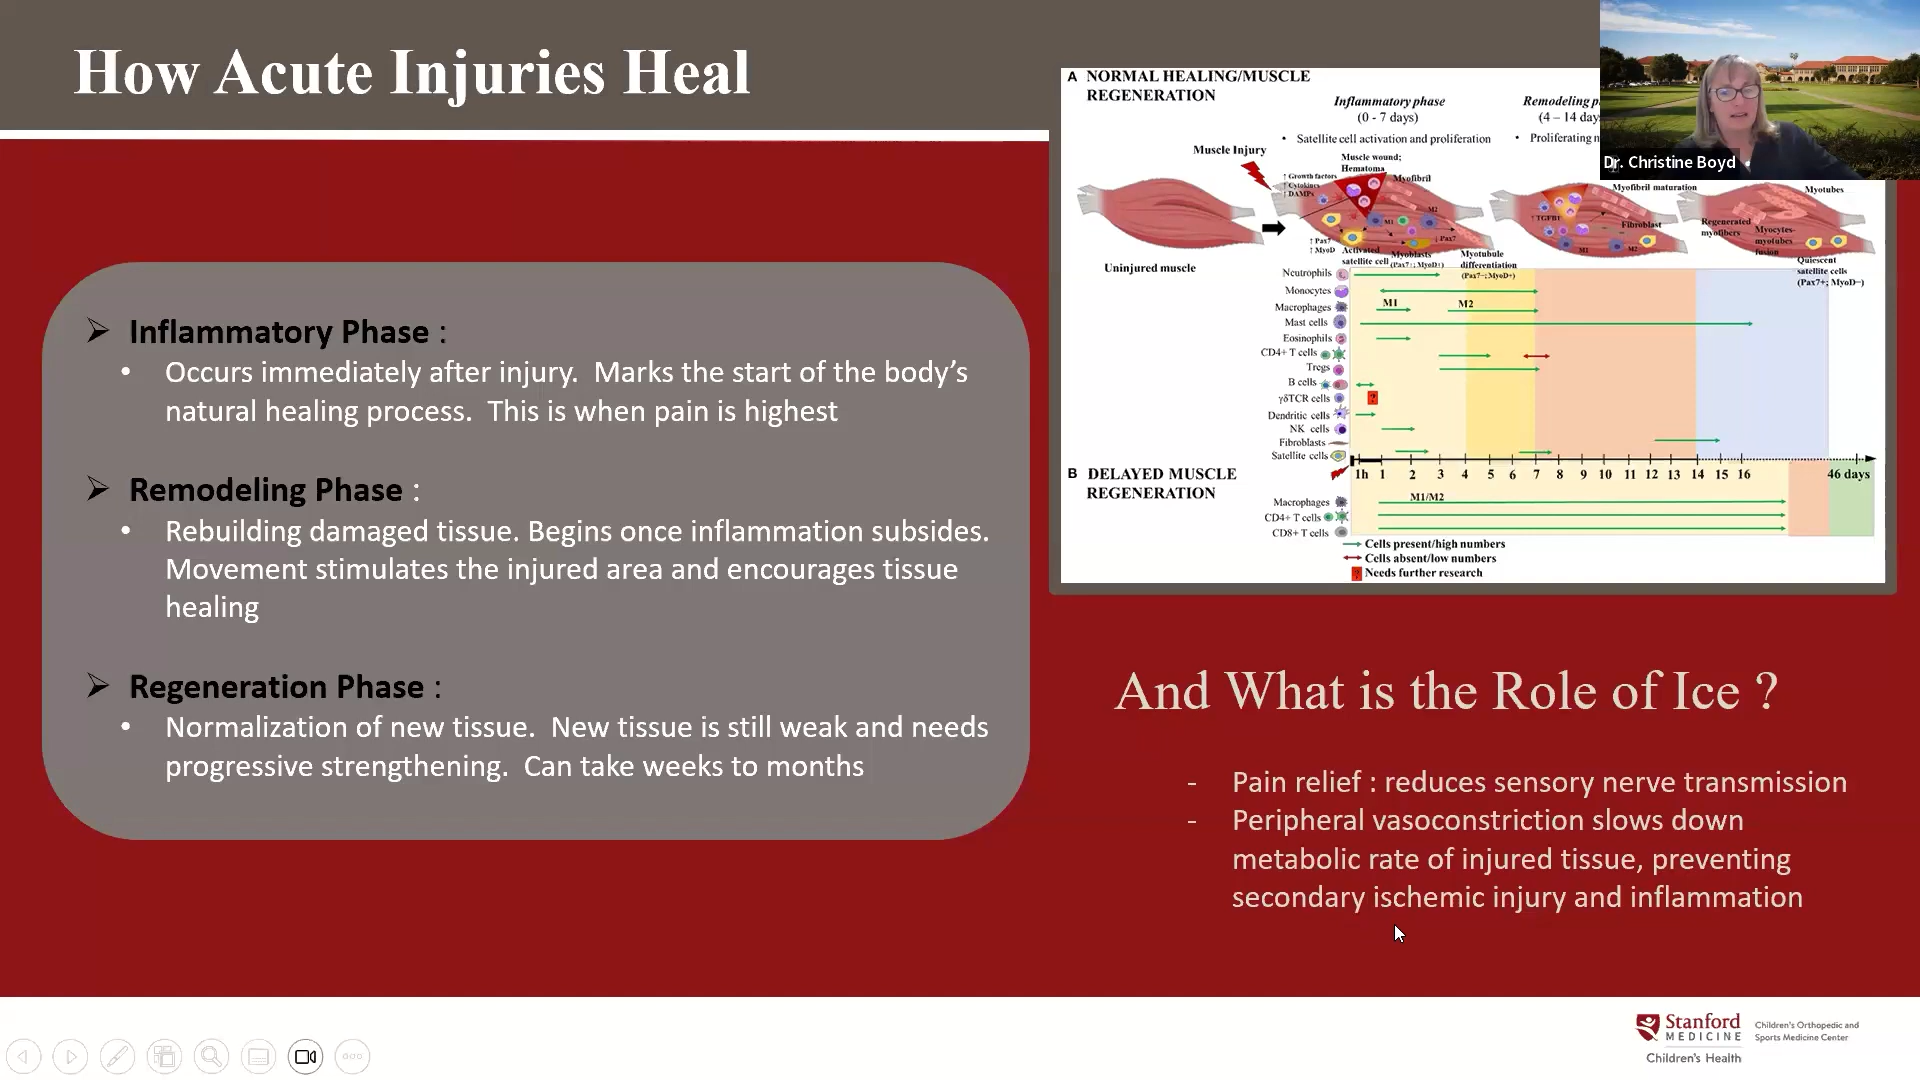 How Acute Injuries Heal
Inflammatory Phase :
• Occurs immediately after injury. Marks the start of the body's
natural healing process. This is when pain is highest
Remodeling Phase :
• Rebuilding damaged tissue. Begins once inflammation subsides.
Movement stimulates the injured area and encourages tissue
healing
Regeneration Phase :
• Normalization of new tissue. New tissue is still weak and needs
progressive strengthening. Can take weeks to months
A NORMAL HEALING/MUSCLE
REGENERATION
Inflammatory phase
(0 - 7 days)
• Satellite cell activation and proliferation
Remodeling
(4 – 14
• Proliferating
Dr. Christine Boyd
Muscle Injury
Uninjured muscle
Muscle wound;
Hematoma
↑ Growth factors
↑ Cytokines
↑ DAMPs
Myofibril
M1
M2
↑ Pax7
↑ MyoD
↓ Pax7
Activated
satellite cell
Myoblasts
(Pax7+; MyoD+)
Myotubule
differentiation
(Pax7−; MyoD+)
Myofibril maturation
↑ TGFβ1
Fibroblast
M1
M2
Myotubes
Regenerated
myofibers
Myocytes-
myotubes
fusion
Quiescent
satellite cells
(Pax7+; MyoD−)
Neutrophils
Monocytes
Macrophages M1 M2
Mast cells
Eosinophils
CD4+ T cells
Tregs
B cells
γδTCR cells ?
Dendritic cells
NK cells
Fibroblasts
Satellite cells
1h 1 2 3 4 5 6 7 8 9 10 11 12 13 14 15 16 46 days
B DELAYED MUSCLE
REGENERATION
Macrophages M1/M2
CD4+ T cells
CD8+ T cells
Cells present/high numbers
Cells absent/low numbers
? Needs further research
And What is the Role of Ice ?
- Pain relief : reduces sensory nerve transmission
- Peripheral vasoconstriction slows down
metabolic rate of injured tissue, preventing
secondary ischemic injury and inflammation
Stanford
MEDICINE
Children's Health
Children's Orthopedic and
Sports Medicine Center